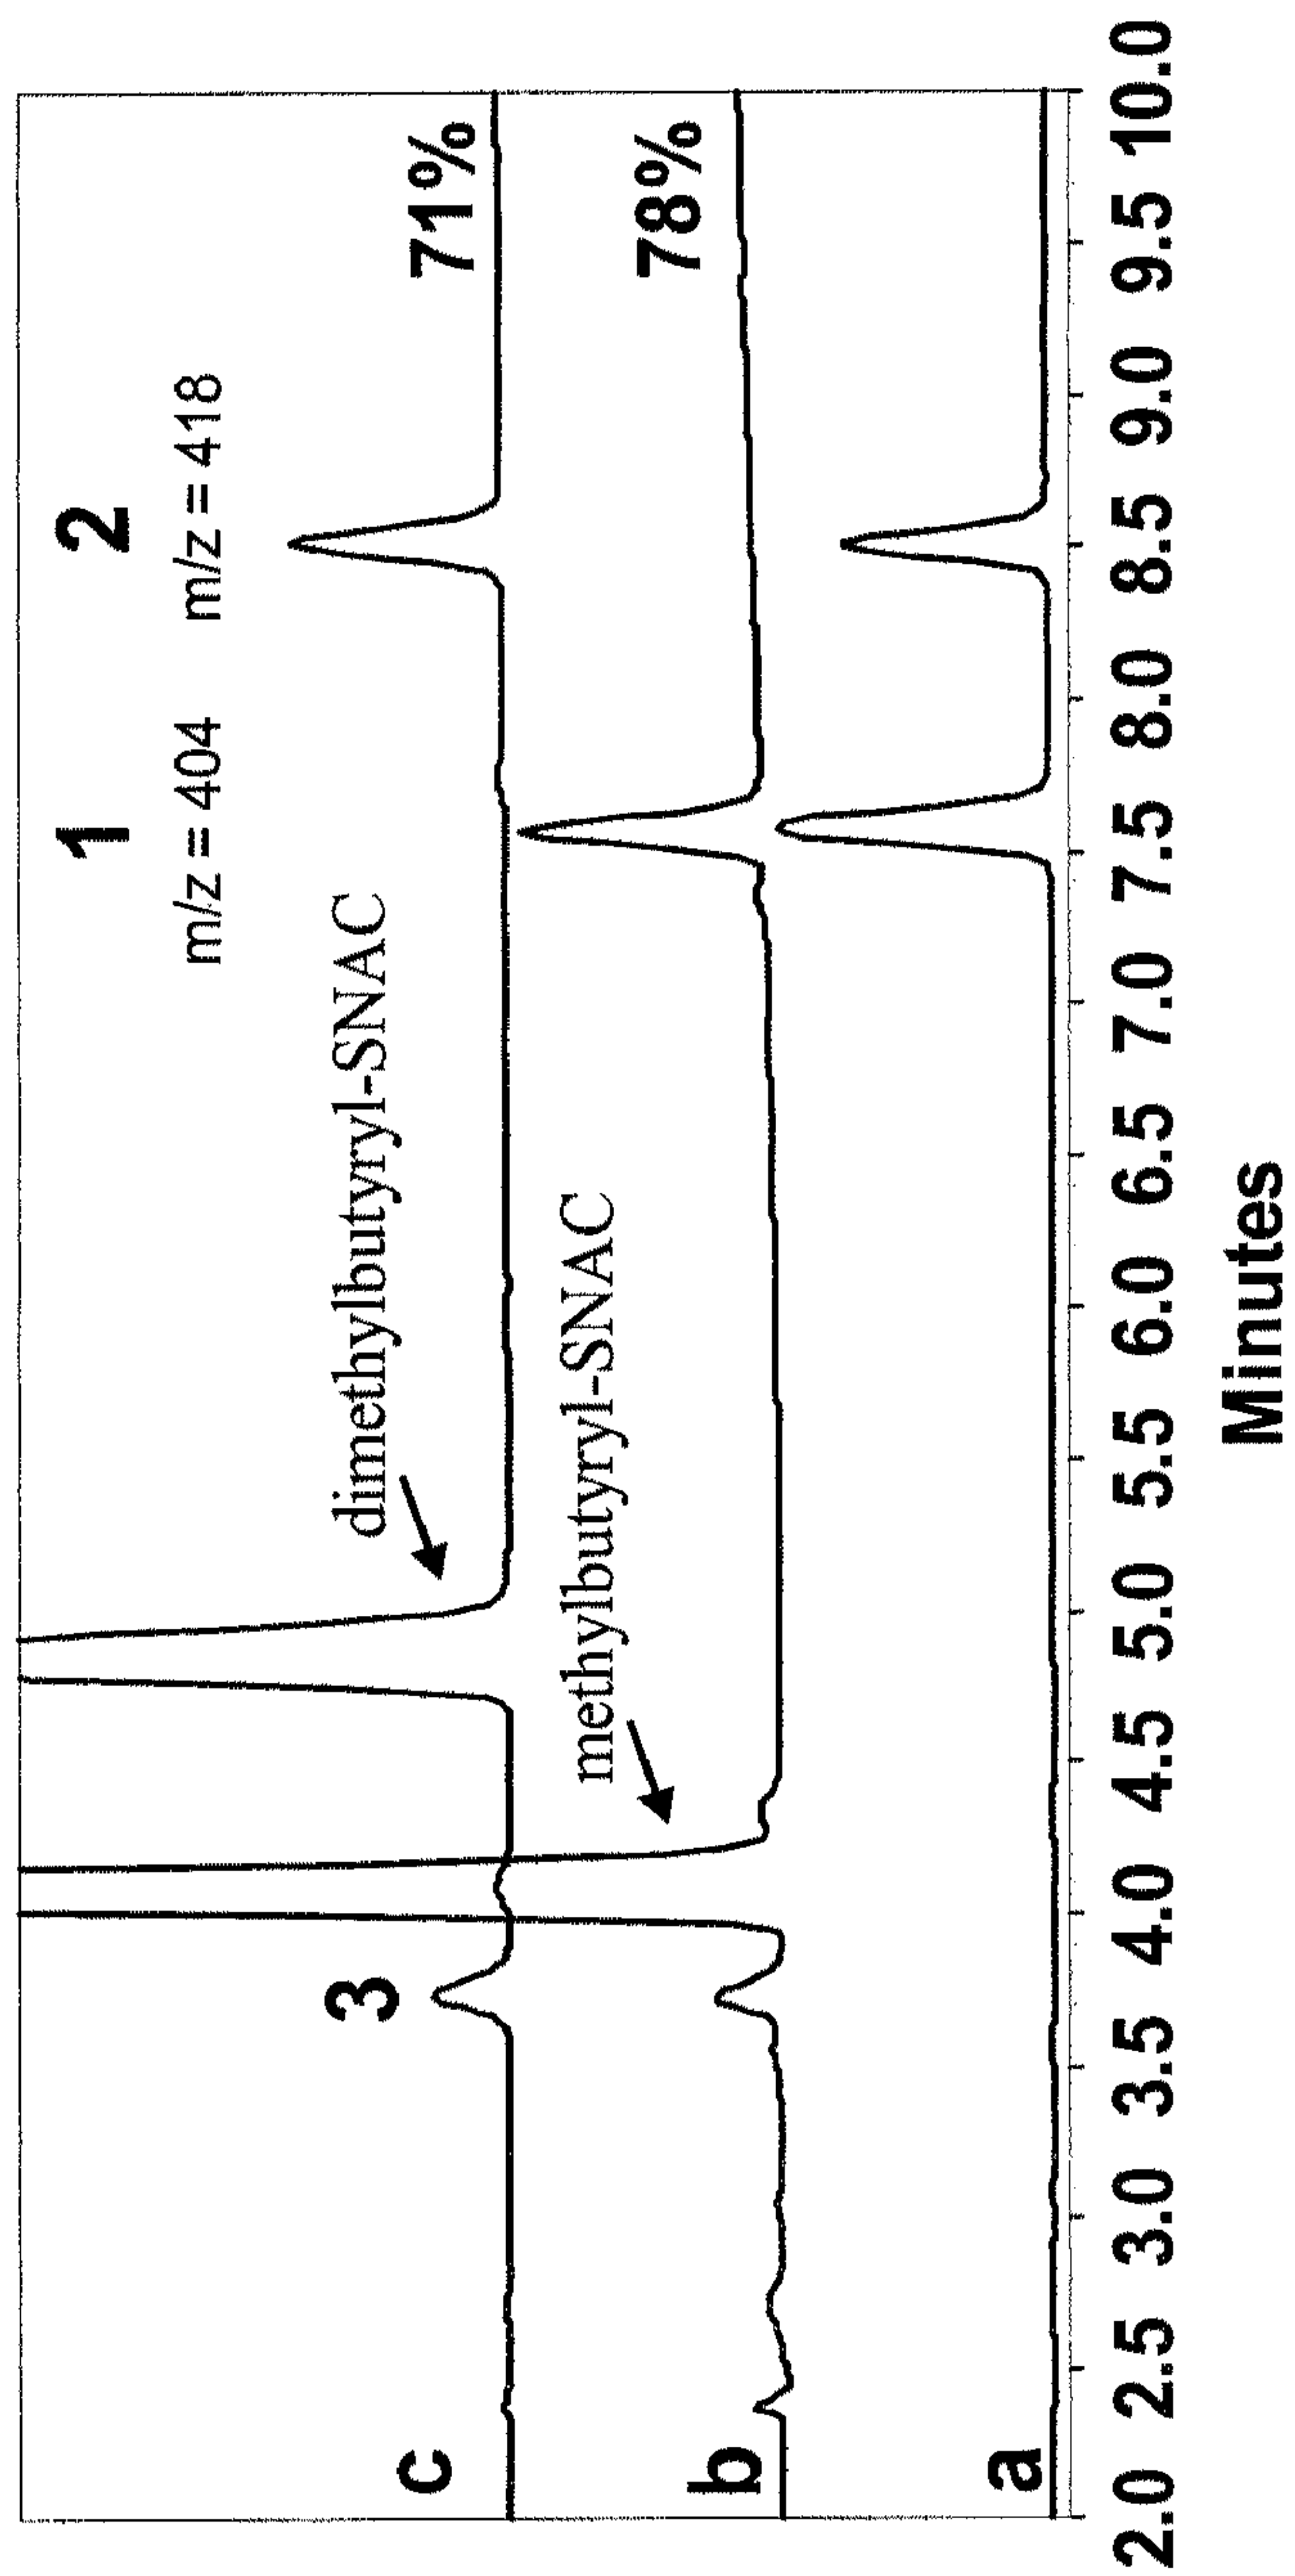 1
2
m/z = 404
m/z = 418
dimethylbutyryl-SNAC
3
c
71%
methylbutyryl-SNAC
b
78%
a
2.0 2.5 3.0 3.5 4.0 4.5 5.0 5.5 6.0 6.5 7.0 7.5 8.0 8.5 9.0 9.5 10.0
Minutes